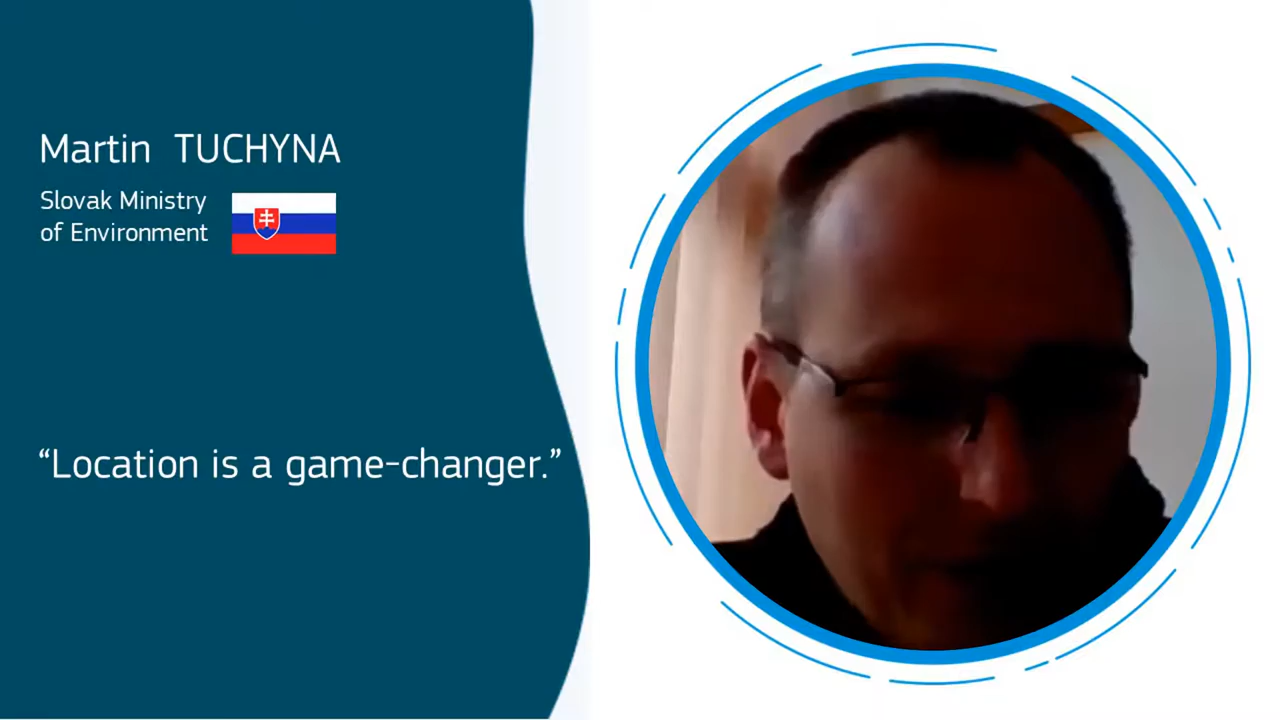 Martin TUCHYNA
Slovak Ministry
of Environment
“Location is a game-changer.”